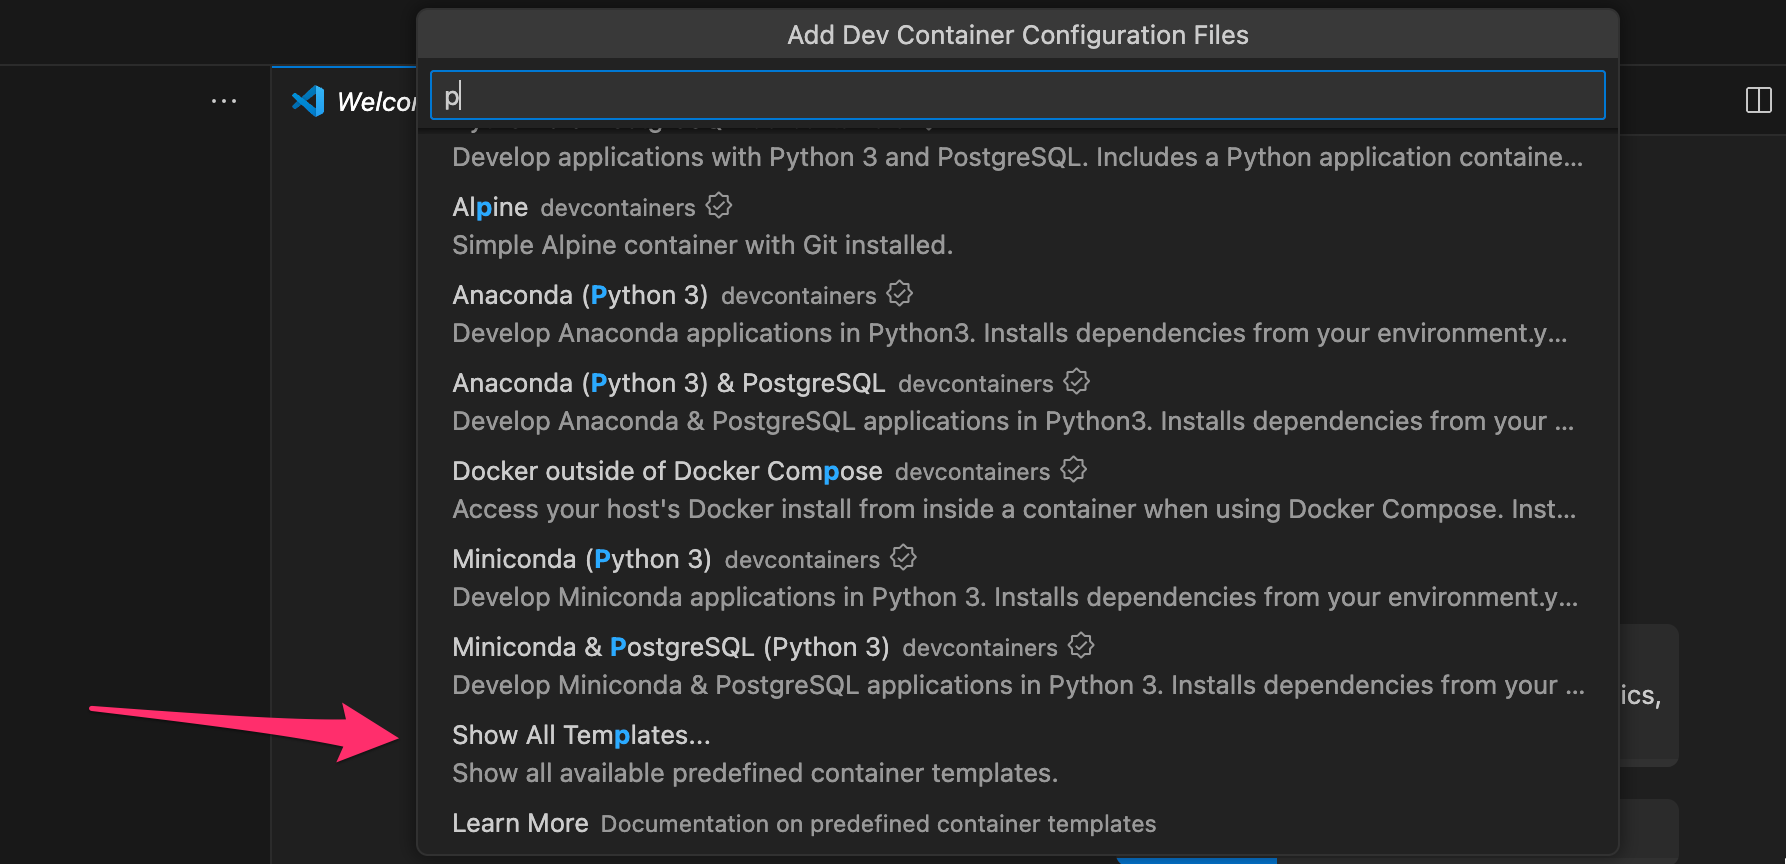 Add Dev Container Configuration Files
Welco
p
Develop applications with Python 3 and PostgreSQL. Includes a Python application containe...
Alpine devcontainers
Simple Alpine container with Git installed.
Anaconda (Python 3) devcontainers
Develop Anaconda applications in Python3. Installs dependencies from your environment.y...
Anaconda (Python 3) & PostgreSQL devcontainers
Develop Anaconda & PostgreSQL applications in Python3. Installs dependencies from your ...
Docker outside of Docker Compose devcontainers
Access your host's Docker install from inside a container when using Docker Compose. Inst...
Miniconda (Python 3) devcontainers
Develop Miniconda applications in Python 3. Installs dependencies from your environment.y...
Miniconda & PostgreSQL (Python 3) devcontainers
Develop Miniconda & PostgreSQL applications in Python 3. Installs dependencies from your ...
ics,
Show All Templates...
Show all available predefined container templates.
Learn More Documentation on predefined container templates